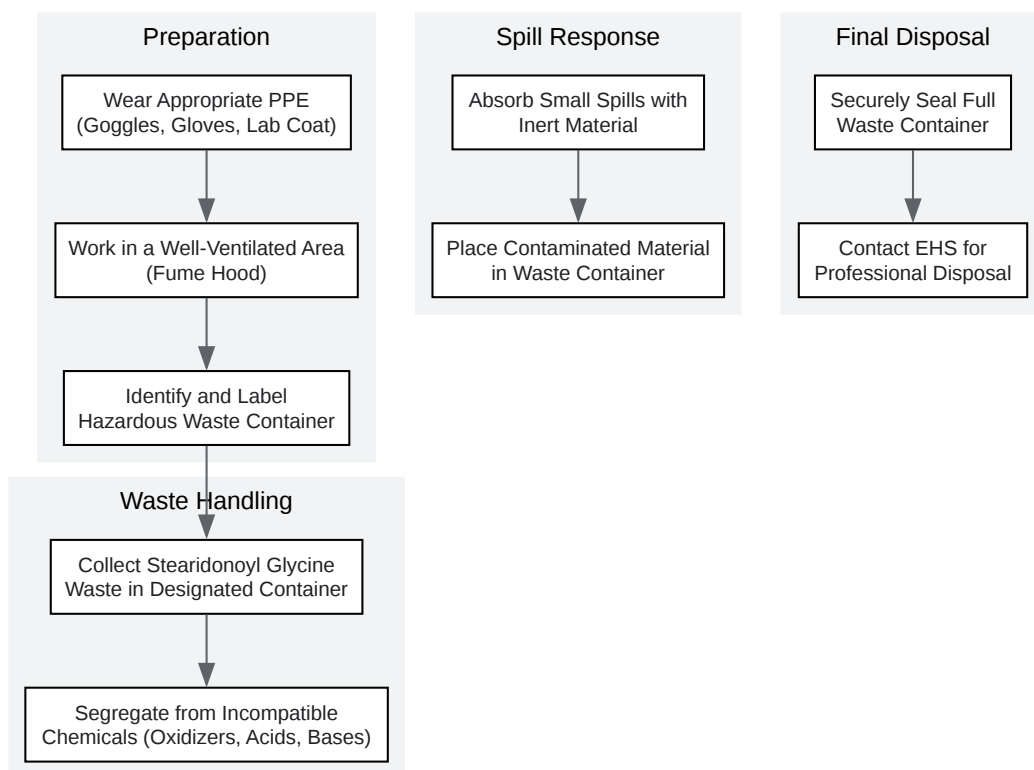 Preparation
Wear Appropriate PPE
(Goggles, Gloves, Lab Coat)
Work in a Well-Ventilated Area
(Fume Hood)
Identify and Label
Hazardous Waste Container
Waste Handling
Collect Stearidonoyl Glycine
Waste in Designated Container
Segregate from Incompatible
Chemicals (Oxidizers, Acids, Bases)
Spill Response
Absorb Small Spills with
Inert Material
Place Contaminated Material
in Waste Container
Final Disposal
Securely Seal Full
Waste Container
Contact EHS for
Professional Disposal